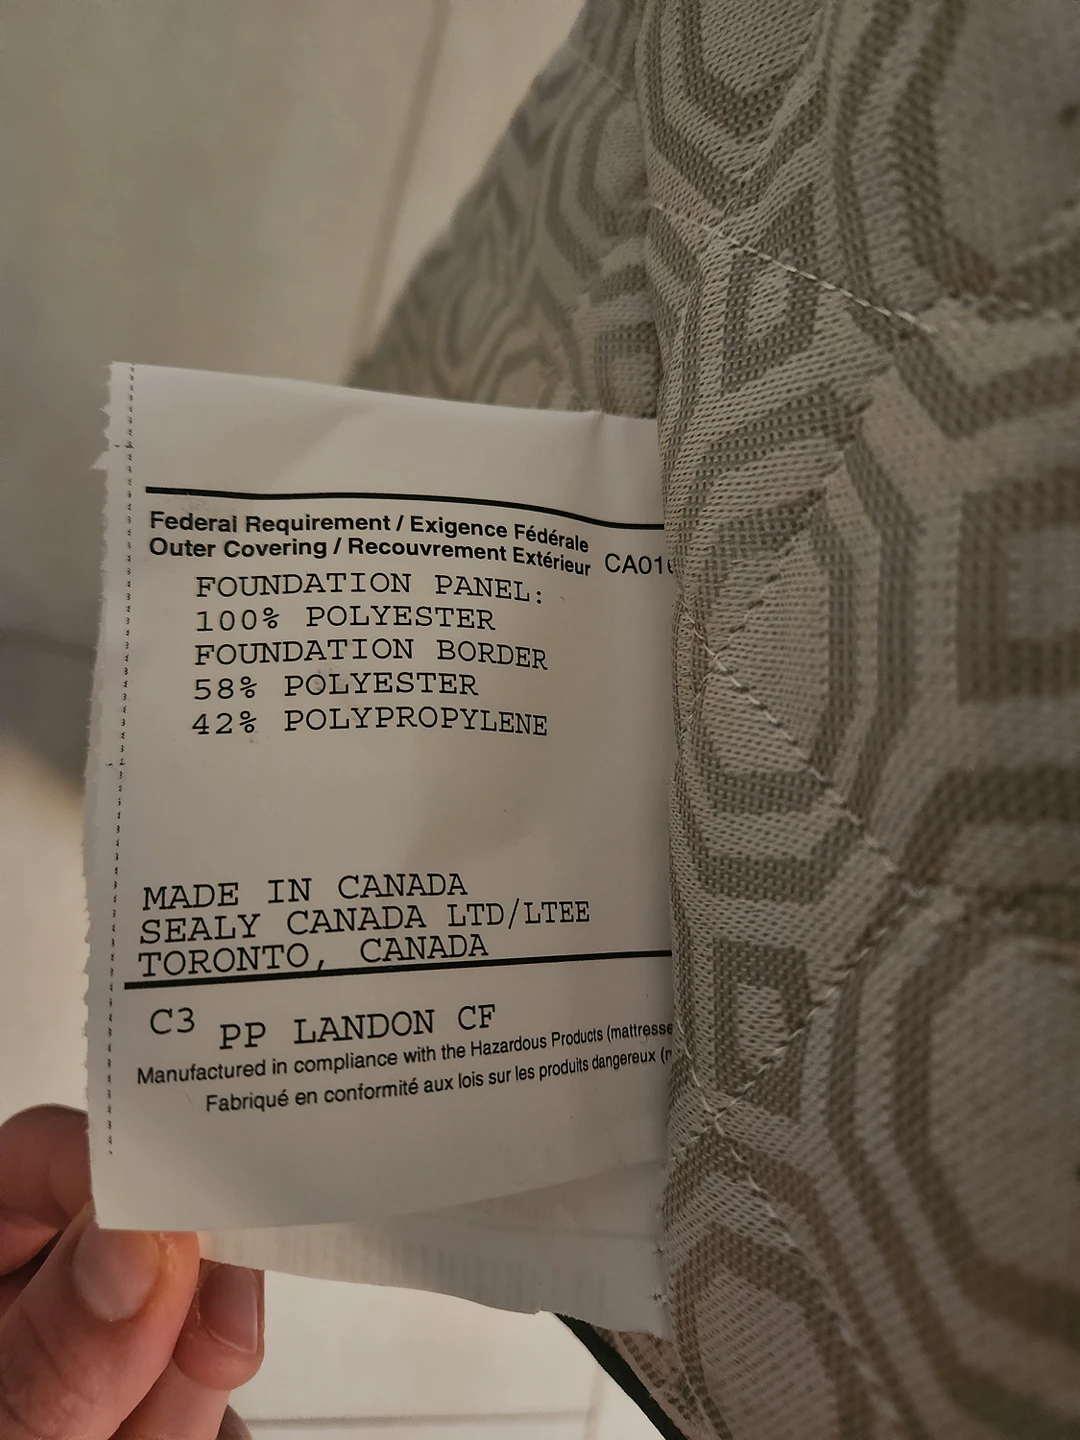 Federal Requirement / Exigence Fédérale
Outer Covering / Recouvrement Extérieur
FOUNDATION PANEL:
100% POLYESTER
FOUNDATION BORDER
58% POLYESTER
42% POLYPROPYLENE
MADE IN CANADA
SEALY CANADA LTD/LTEE
TORONTO, CANADA
C3 PP LANDON CF
Manufactured in compliance with the Hazardous Products (mattresse
Fabriqué en conformité aux lois sur les produits dangereux (